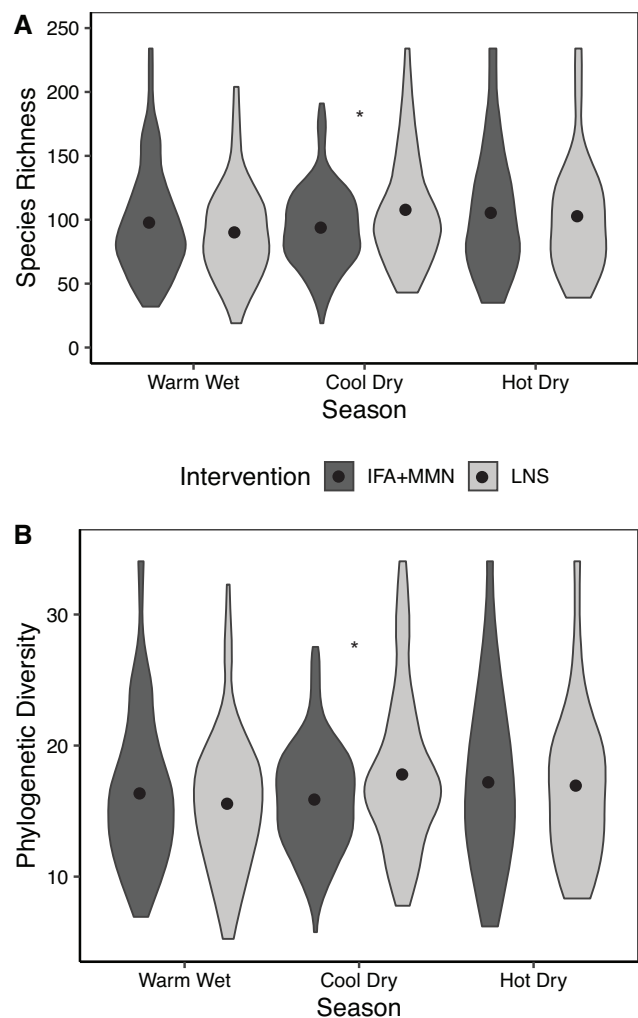 A
250
200
150
100
50
0
Species Richness
*
Warm Wet Cool Dry Hot Dry
Season
Intervention IFA+MMN LNS
B
30
20
10
Phylogenetic Diversity
*
Warm Wet Cool Dry Hot Dry
Season